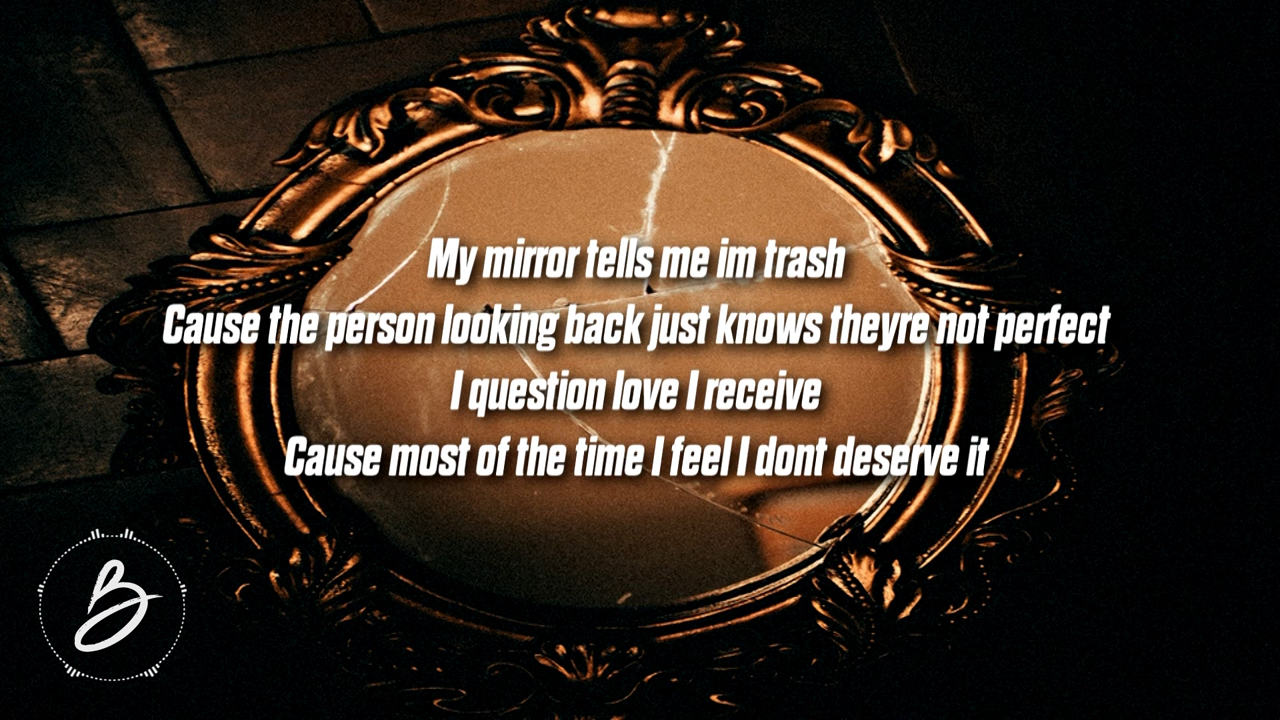 My mirror tells me im trash
Cause the person looking back just knows theyre not perfect
I question love I receive
Cause most of the time I feel I dont deserve it
B